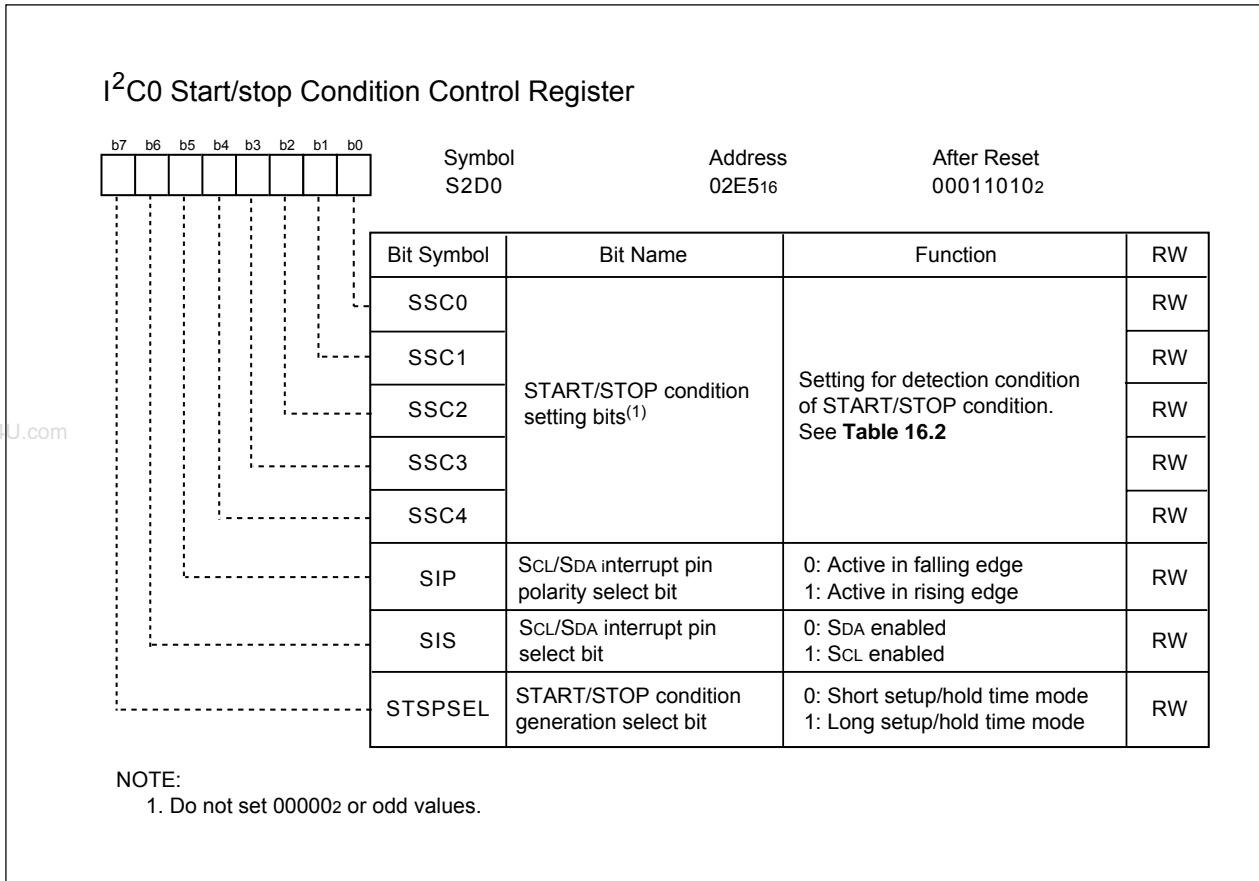 I2C0 Start/stop Condition Control Register
b7 b6 b5 b4 b3 b2 b1 b0
Symbol Address After Reset
S2D0 02E516 000110102
Bit Symbol Bit Name Function RW
SSC0 RW
SSC1 RW
SSC2 RW
SSC3 RW
SSC4 RW
START/STOP condition
setting bits(1)
Setting for detection condition
of START/STOP condition.
See Table 16.2
SIP SCL/SDA interrupt pin
polarity select bit
0: Active in falling edge
1: Active in rising edge
RW
SIS SCL/SDA interrupt pin
select bit
0: SDA enabled
1: SCL enabled
RW
STSPSEL START/STOP condition
generation select bit
0: Short setup/hold time mode
1: Long setup/hold time mode
RW
NOTE:
1. Do not set 000002 or odd values.
4U.com